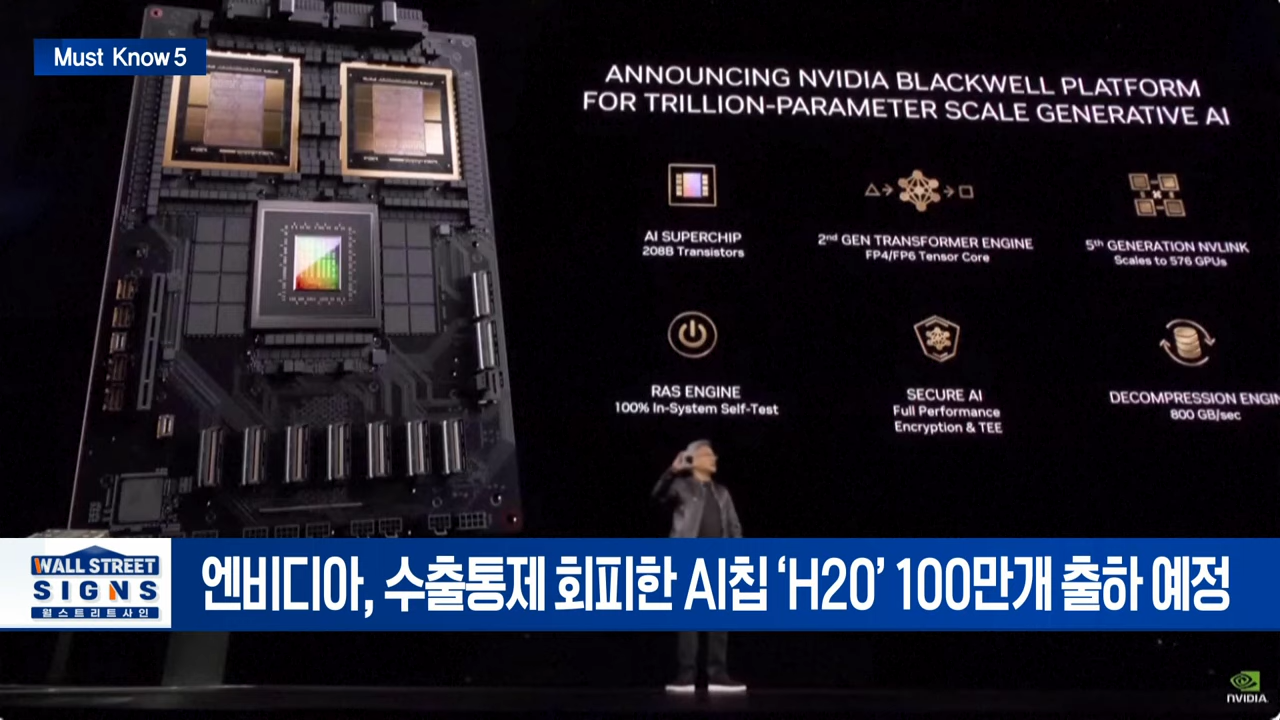 Must Know 5
ANNOUNCING NVIDIA BLACKWELL PLATFORM
FOR TRILLION-PARAMETER SCALE GENERATIVE AI
AI SUPERCHIP
208B Transistors
2nd GEN TRANSFORMER ENGINE
FP4/FP6 Tensor Core
5th GENERATION NVLINK
Scales to 576 GPUs
RAS ENGINE
100% In-System Self-Test
SECURE AI
Full Performance
Encryption & TEE
DECOMPRESSION ENGIN
800 GB/sec
WALL STREET
SIGNS
월스트리트사인
엔비디아, 수출통제 회피한 AI칩 ‘H20’ 100만개 출하 예정
NVIDIA.